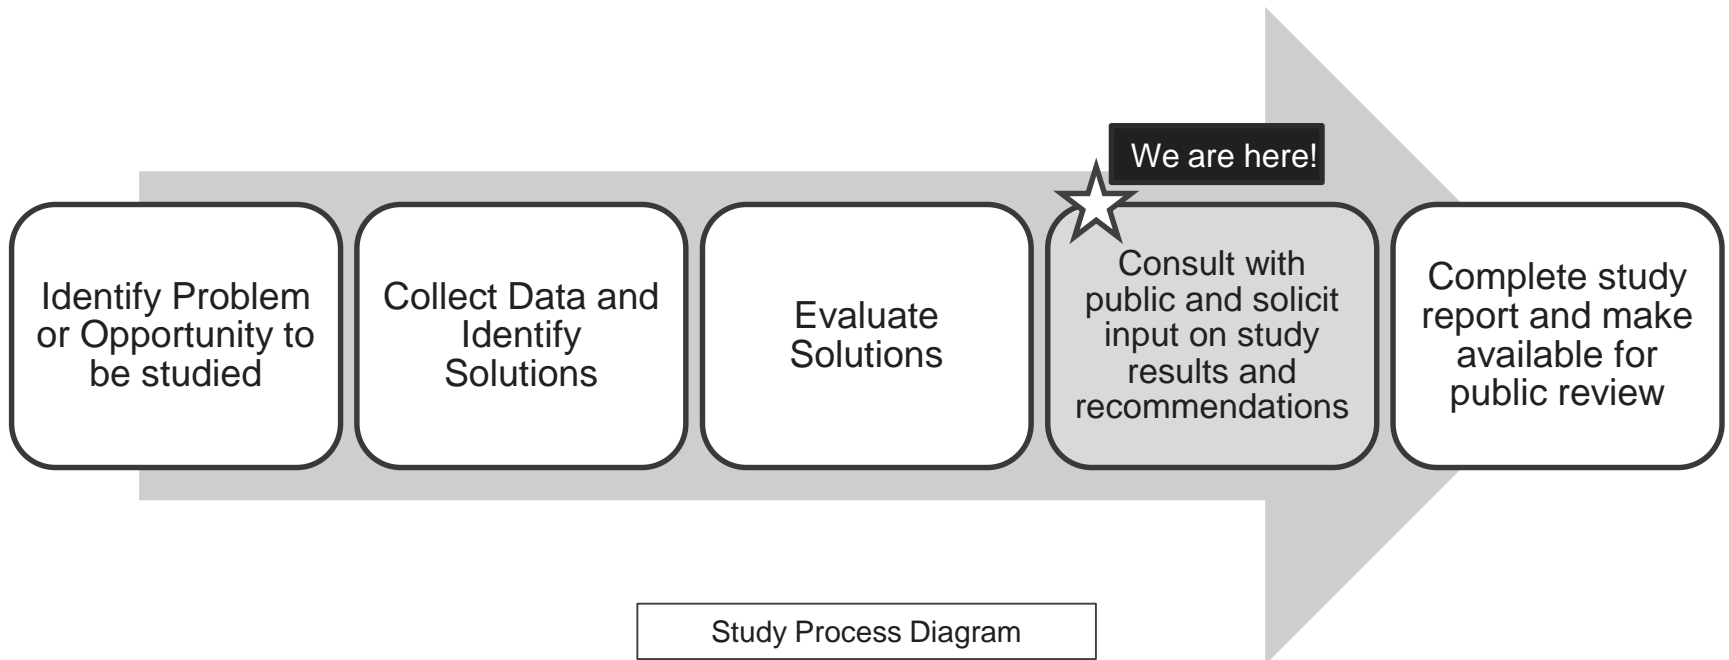 We are here!
Identify Problem
or Opportunity to
be studied
Collect Data and
Identify
Solutions
Evaluate
Solutions
Consult with
public and solicit
input on study
results and
recommendations
Complete study
report and make
available for
public review
Study Process Diagram